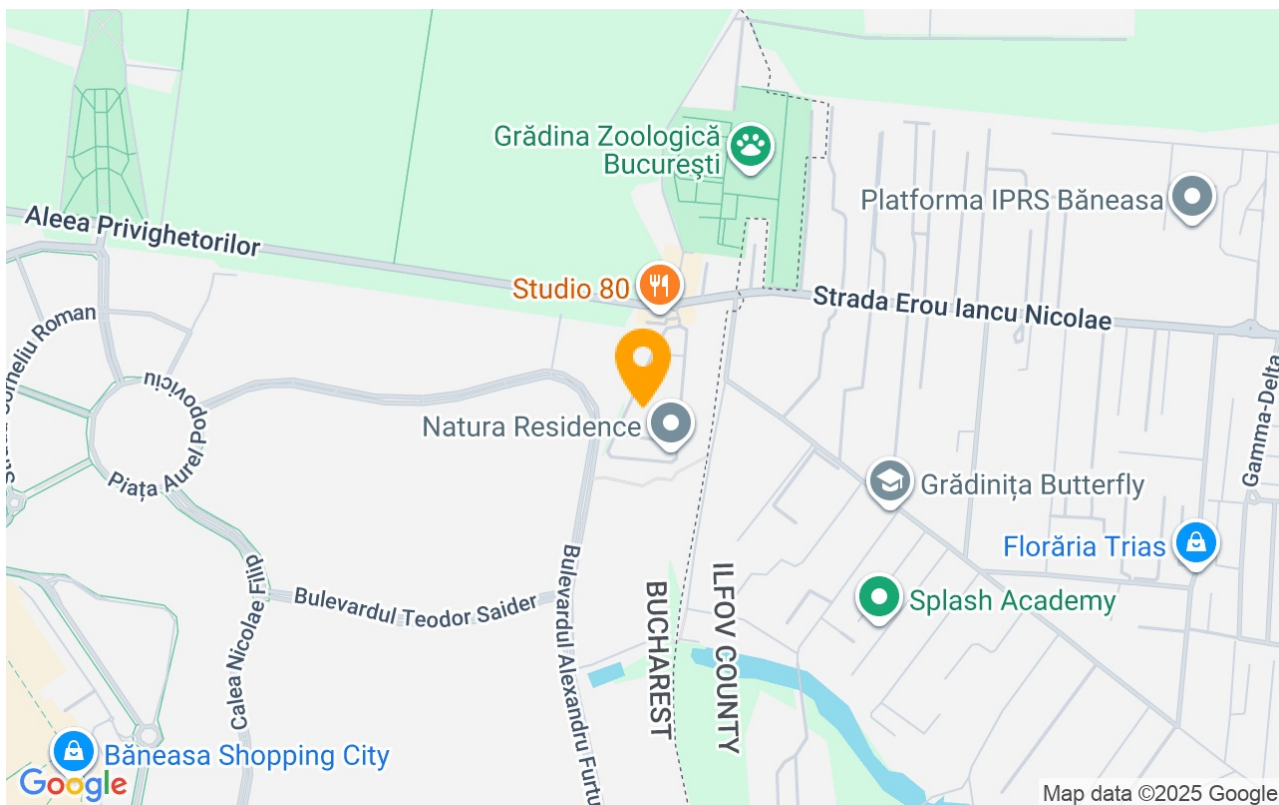 Grădina Zoologică
București
Platforma IPRS Băneasa
Aleea Privighetorilor
Studio 80
Strada Erou Iancu Nicolae
Corneliu Roman
Popoviciu
Piața Aurel
Natura Residence
Gamma-Delta
Grădinița Butterfly
Florăria Trias
Bulevardul Teodor Saider
Calea Nicolae Filip
Bulevardul Alexandru Furtu
BUCHAREST
ILFOV COUNTY
Splash Academy
Băneasa Shopping City
Google
Map data ©2025 Google